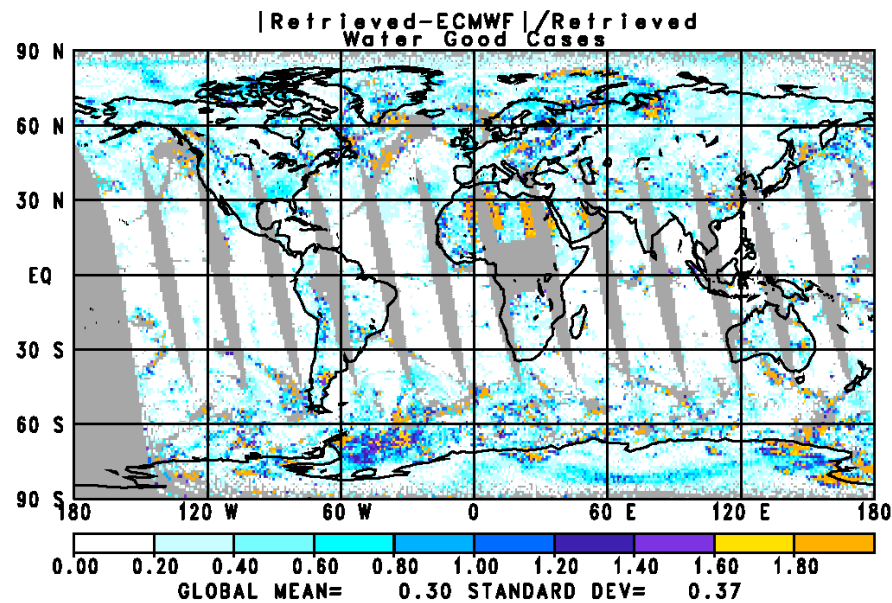 |Retrieved-ECMWF|/Retrieved
Water Good Cases
90 N
60 N
30 N
EQ
30 S
60 S
90 S
180 120 W 60 W 0 60 E 120 E 180
0.00 0.20 0.40 0.60 0.80 1.00 1.20 1.40 1.60 1.80
GLOBAL MEAN= 0.30 STANDARD DEV= 0.37